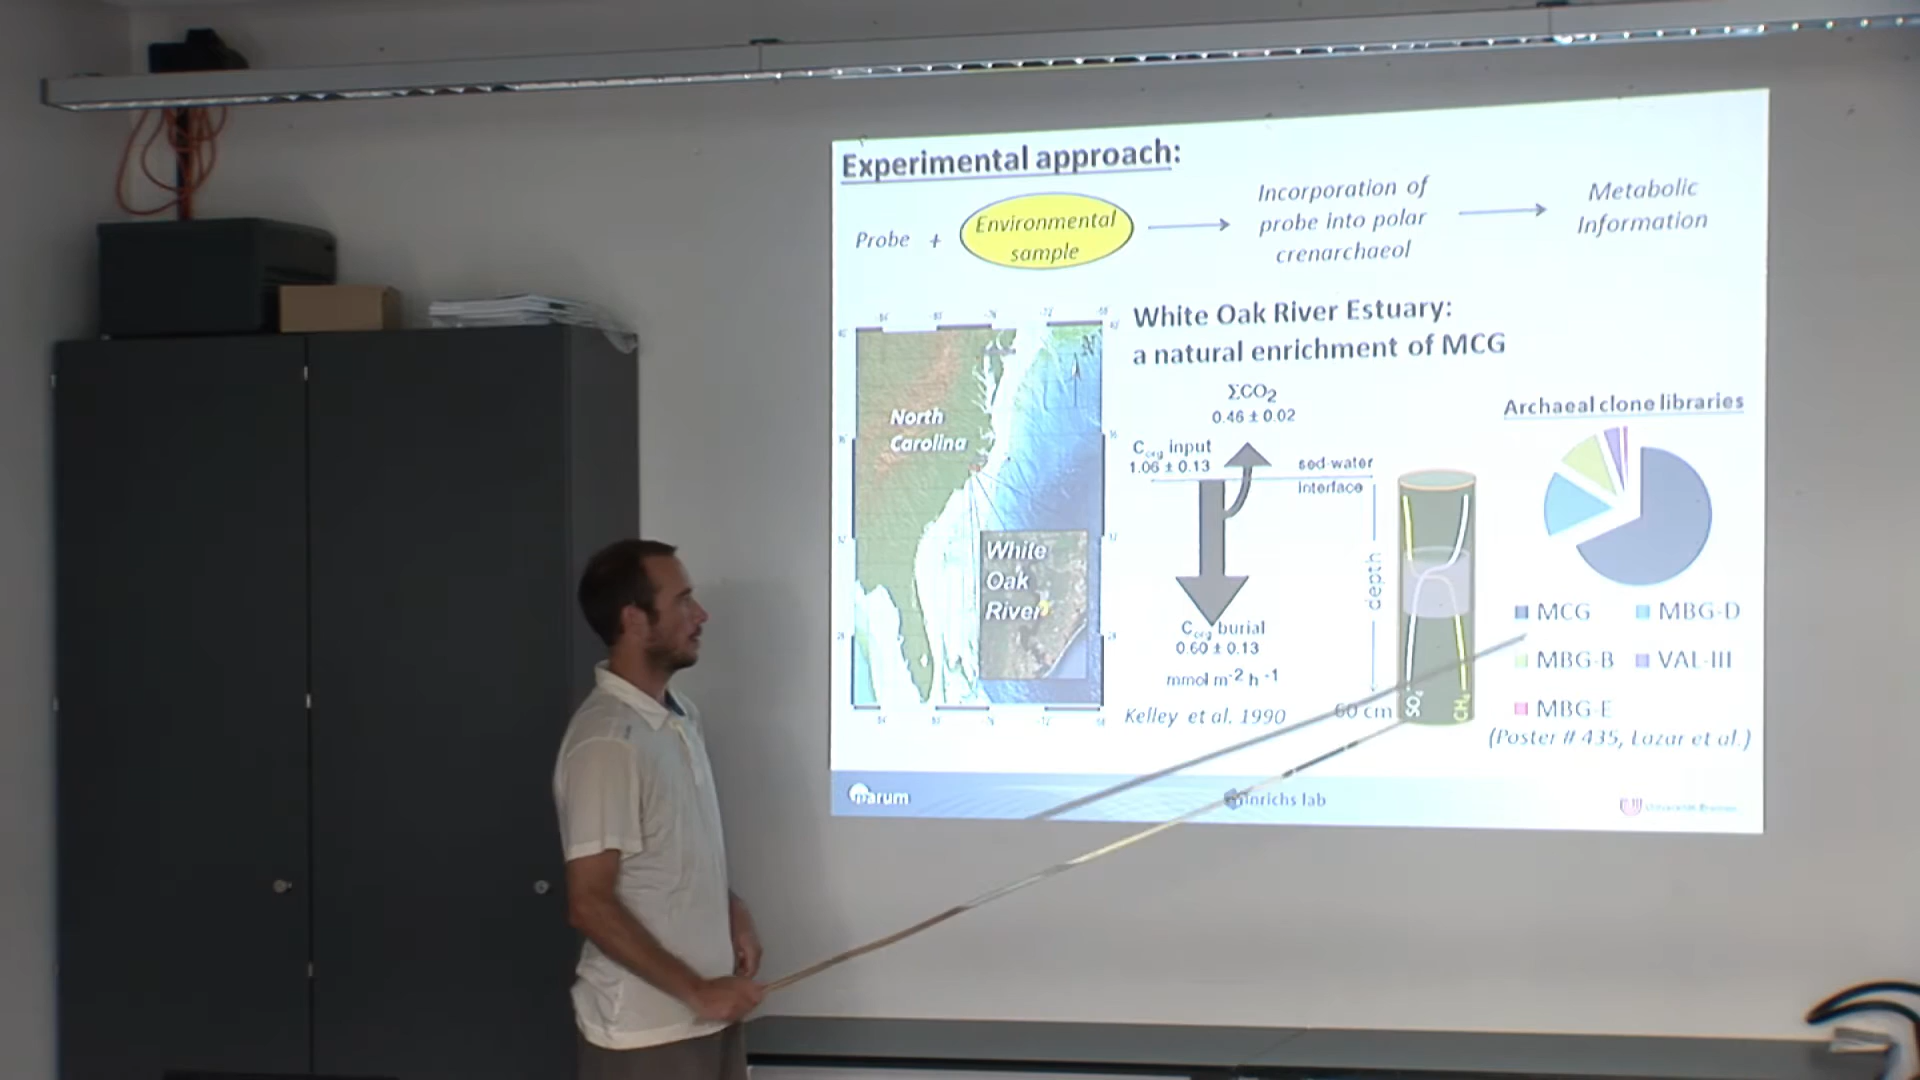 Experimental approach:
Probe + Environmental sample
Incorporation of
probe into polar
crenarchaeol
Metabolic
Information
White Oak River Estuary:
a natural enrichment of MCG
North
Carolina
N
White
Oak
River
ΣCO2
0.46 ± 0.02
Corg input
1.06 ± 0.13
sed-water
interface
depth
Corg burial
0.60 ± 0.13
mmol m-2 h-1
Kelley et al. 1990
60 cm
SO4
CH4
Archaeal clone libraries
MCG
MBG-D
MBG-B
VAL-III
MBG-E
(Poster # 435, Lazar et al.)
marum
Hinrichs lab